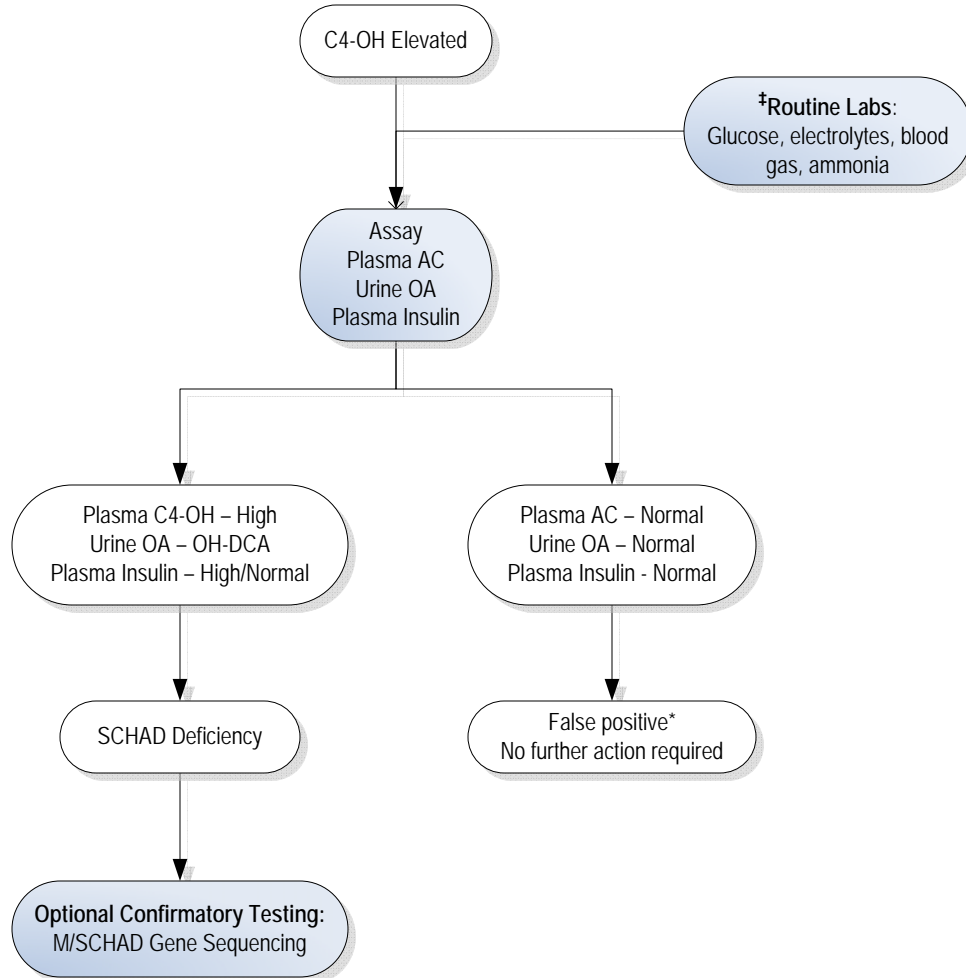 C4-OH Elevated
‡Routine Labs:
Glucose, electrolytes, blood
gas, ammonia
Assay
Plasma AC
Urine OA
Plasma Insulin
Plasma C4-OH – High
Urine OA – OH-DCA
Plasma Insulin – High/Normal
Plasma AC – Normal
Urine OA – Normal
Plasma Insulin - Normal
SCHAD Deficiency
False positive*
No further action required
Optional Confirmatory Testing:
M/SCHAD Gene Sequencing